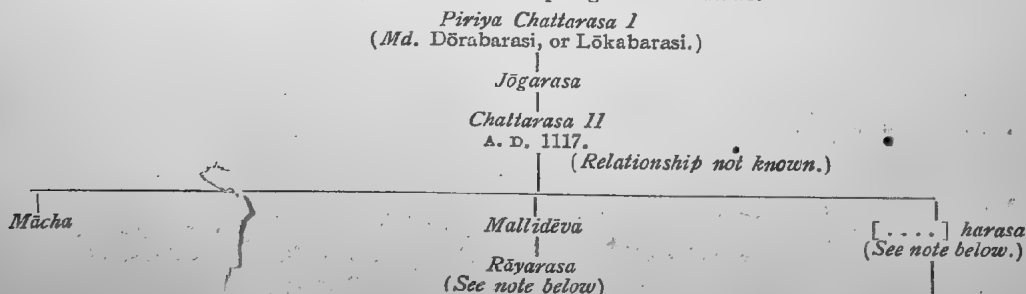 Piriya Chattarasa I
(Md. Dōrabarasi, or Lōkabarasi.)
Jōgarasa
Chattarasa II
A. D. 1117.
(Relationship not known.)
Mācha Mallidēva [....] harasa
(See note below.)
Rāyarasa
(See note below)